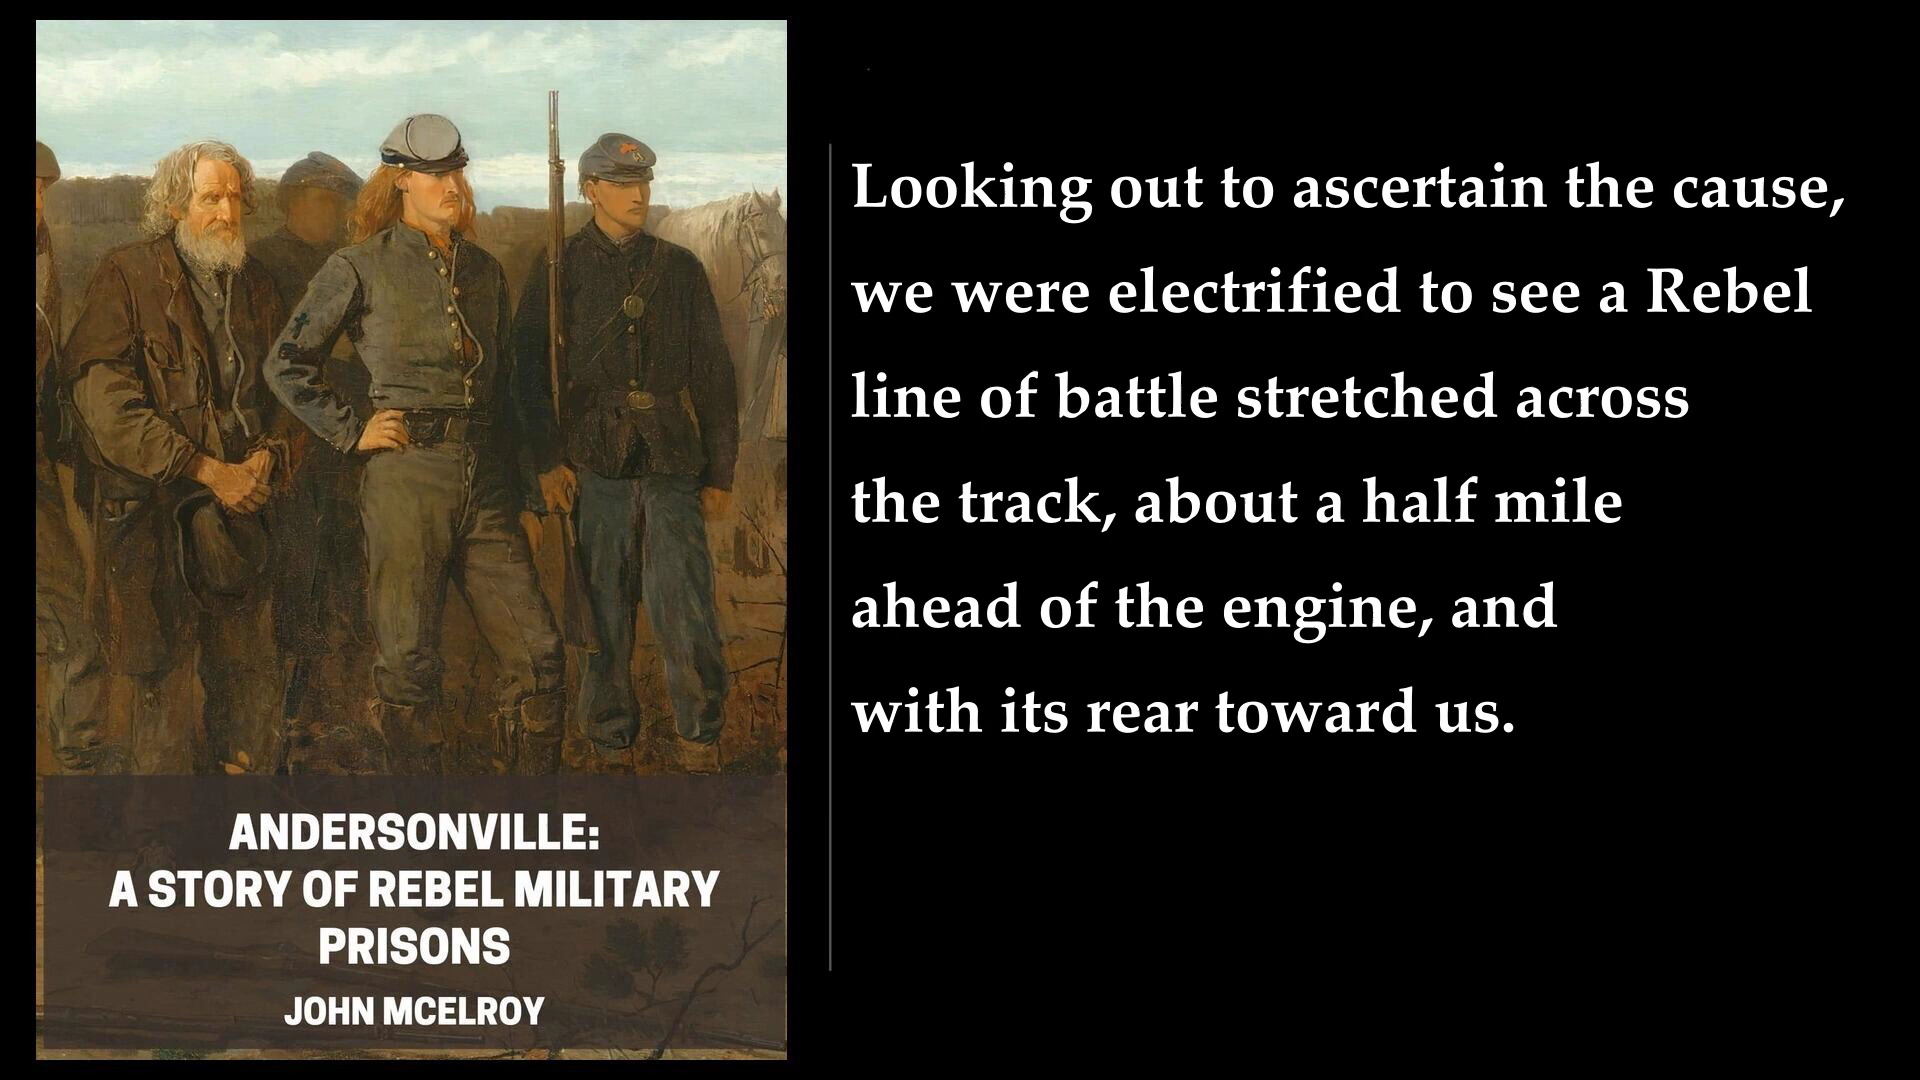 Looking out to ascertain the cause,
we were electrified to see a Rebel
line of battle stretched across
the track, about a half mile
ahead of the engine, and
with its rear toward us.
ANDERSONVILLE:
A STORY OF REBEL MILITARY
PRISONS
JOHN MCELROY